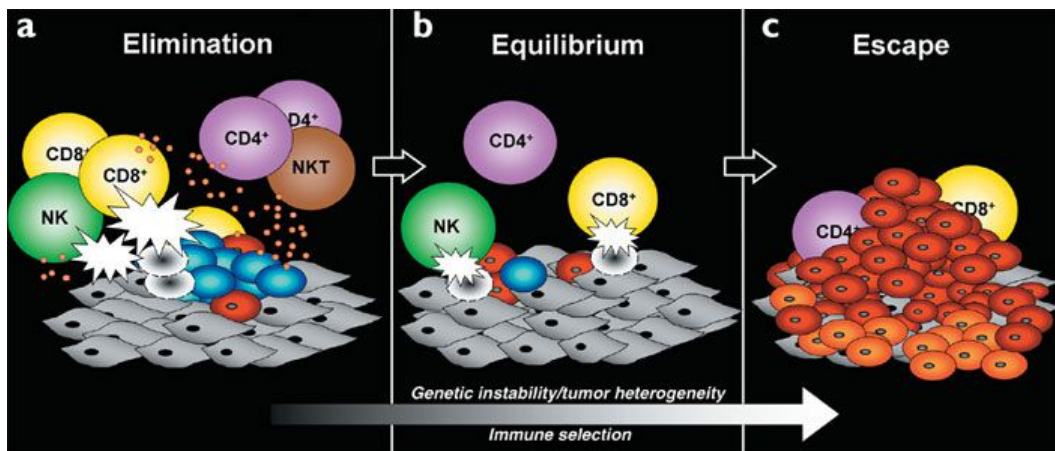 a
Elimination
b
Equilibrium
c
Escape
CD8⁺
CD8⁺
NK
CD4⁺
D4⁺
NKT
CD4⁺
NK
CD8⁺
CD4⁺
CD8⁺
Genetic instability/tumor heterogeneity
Immune selection